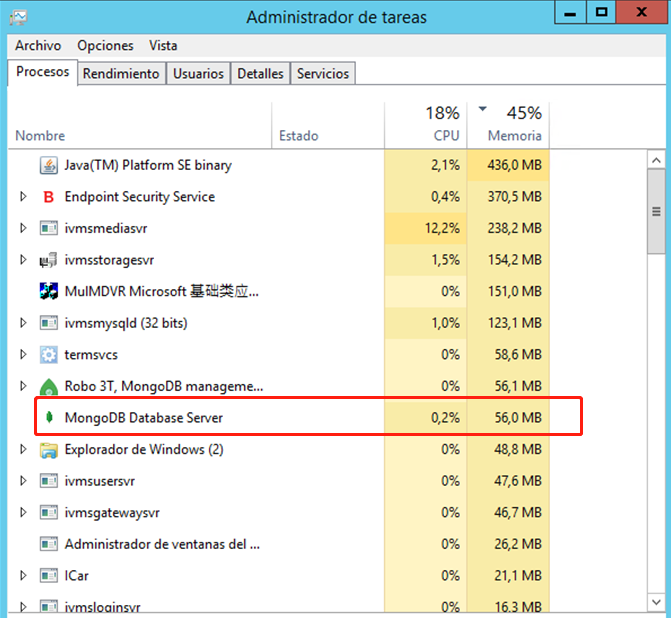 Administrador de tareas
Archivo Opciones Vista
Procesos Rendimiento Usuarios Detalles Servicios
18% 45%
Nombre Estado CPU Memoria
Java(TM) Platform SE binary 2,1% 436,0 MB
Endpoint Security Service 0,4% 370,5 MB
ivmsmediasvr 12,2% 238,2 MB
ivmsstoragesvr 1,5% 154,2 MB
MulMDVR Microsoft 基础类应... 0% 151,0 MB
ivmsmysqld (32 bits) 1,0% 123,1 MB
termsvcs 0% 58,6 MB
Robo 3T, MongoDB manageme... 0% 56,1 MB
MongoDB Database Server 0,2% 56,0 MB
Explorador de Windows (2) 0% 48,8 MB
ivmsusersvr 0% 47,6 MB
ivmsgatewaysvr 0% 46,7 MB
Administrador de ventanas del ... 0% 26,2 MB
ICar 0% 21,1 MB
ivmsloginsvr 0% 16,3 MB